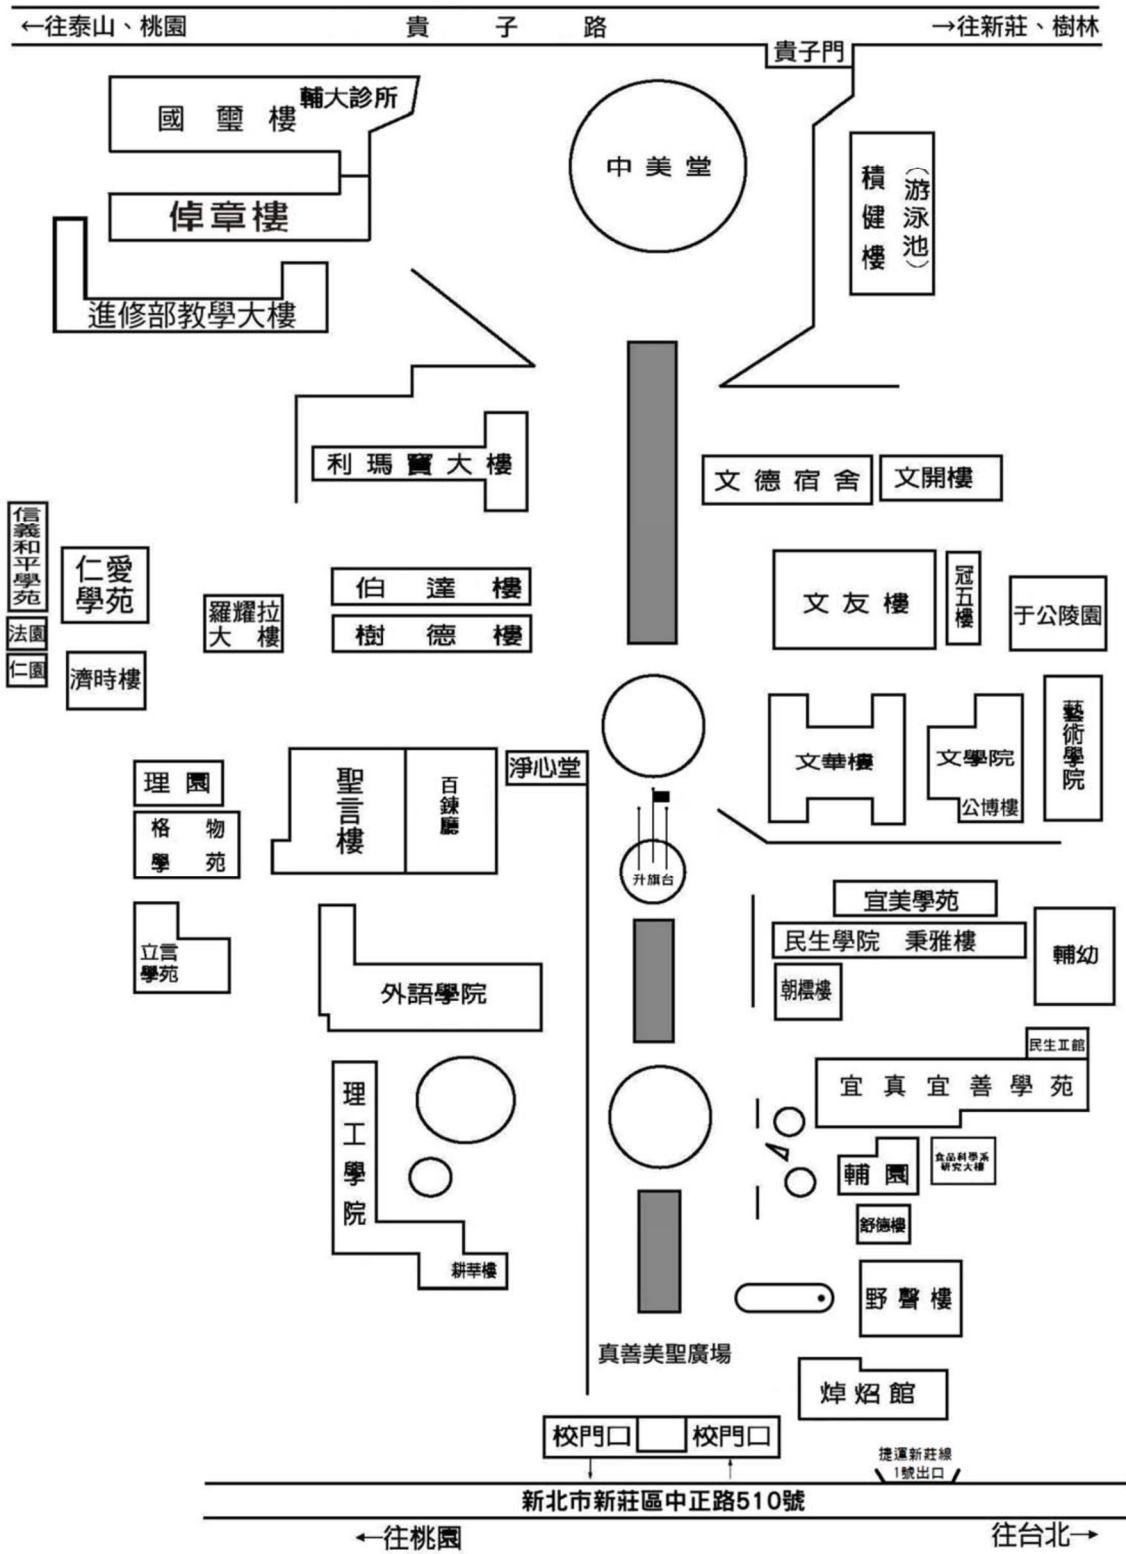 ←往泰山、桃園
貴子路
→往新莊、樹林
貴子門
國璽樓
輔大診所
中美堂
積健樓
（游泳池）
倬章樓
進修部教學大樓
利瑪竇大樓
文德宿舍
文開樓
信義和平學苑
仁愛
學苑
羅耀拉
大樓
伯達樓
樹德樓
文友樓
冠五樓
于公陵園
法園
仁園
濟時樓
藝術學院
文華樓
文學院
公博樓
理園
格物
學苑
聖言樓
百鍊廳
淨心堂
升旗台
宜美學苑
民生學院 秉雅樓
輔幼
立言
學苑
外語學院
朝橒樓
民生Ⅱ館
宜真宜善學苑
理工學院
輔園
食品科學系
研究大樓
舒德樓
耕莘樓
野聲樓
真善美聖廣場
焯炤館
校門口
校門口
捷運新莊線
1號出口
新北市新莊區中正路510號
←往桃園
往台北→